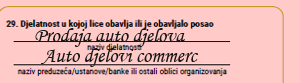 29. Djelatnost u kojoj lice obavlja ili je obavljalo posao
Prodaja auto djelova
naziv djelatnosti
Auto djelovi commerc
naziv preduzeća/ustanove/banke ili ostali oblici organizovanja